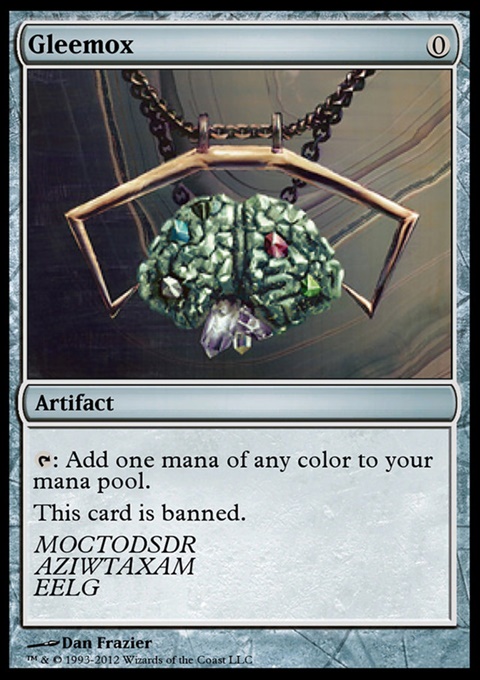 Gleemox 0
Artifact
: Add one mana of any color to your
mana pool.
This card is banned.
MOCTODSDR
AZIWTAXAM
EELG
Dan Frazier
™ & © 1993-2012 Wizards of the Coast LLC